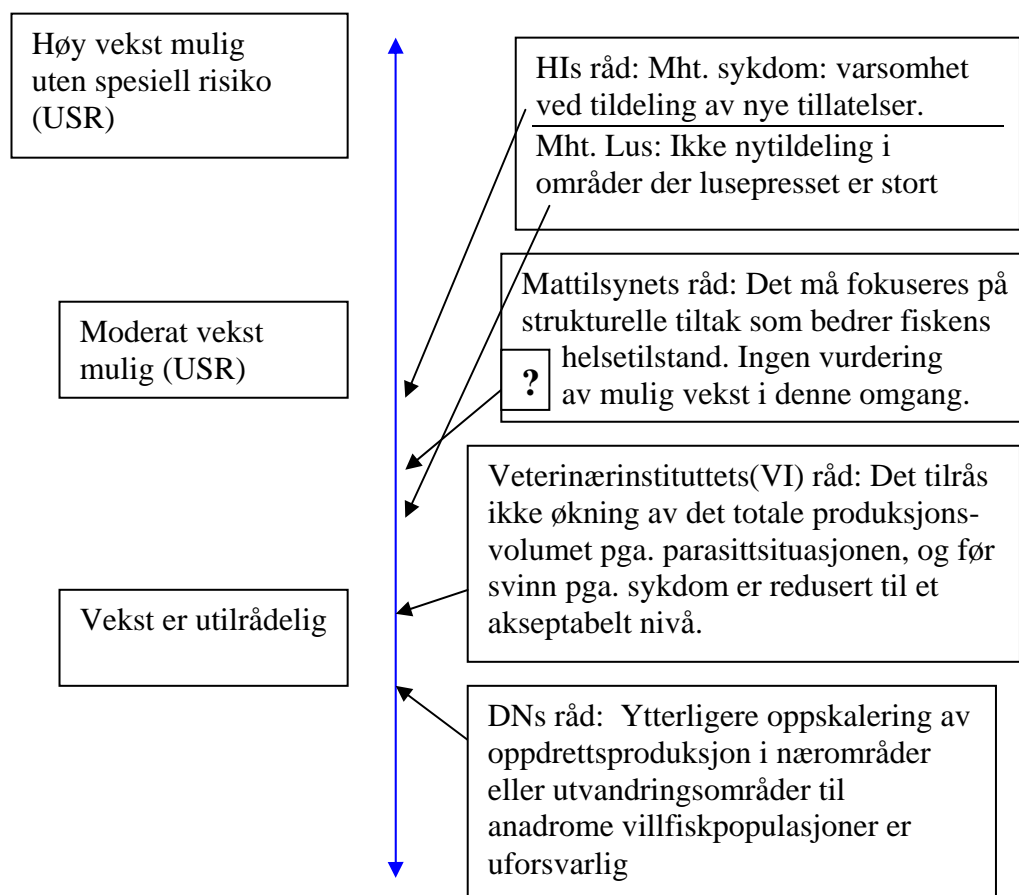 Høy vekst mulig
uten spesiell risiko
(USR)
Moderat vekst
mulig (USR)
Vekst er utilrådelig
HIs råd: Mht. sykdom: varsomhet
ved tildeling av nye tillatelser.
Mht. Lus: Ikke nytildeling i
områder der lusepresset er stort
Mattilsynets råd: Det må fokuseres på
strukturelle tiltak som bedrer fiskens
helsetilstand. Ingen vurdering
av mulig vekst i denne omgang.
?
Veterinærinstituttets(VI) råd: Det tilrås
ikke økning av det totale produksjons-
volumet pga. parasittsituasjonen, og før
svinn pga. sykdom er redusert til et
akseptabelt nivå.
DNs råd: Ytterligere oppskalering av
oppdrettsproduksjon i nærområder
eller utvandringsområder til
anadrome villfiskpopulasjoner er
uforsvarlig